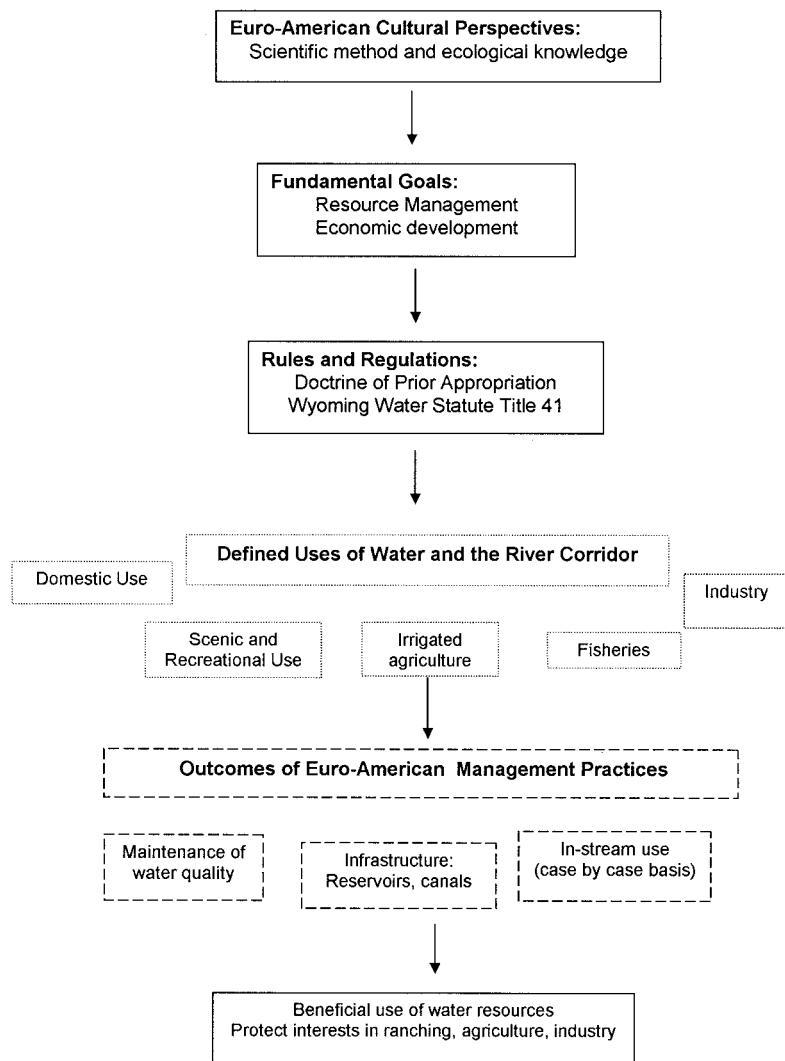 Euro-American Cultural Perspectives:
Scientific method and ecological knowledge
Fundamental Goals:
Resource Management
Economic development
Rules and Regulations:
Doctrine of Prior Appropriation
Wyoming Water Statute Title 41
Defined Uses of Water and the River Corridor
Domestic Use
Industry
Scenic and
Recreational Use
Irrigated
agriculture
Fisheries
Outcomes of Euro-American Management Practices
Maintenance of
water quality
Infrastructure:
Reservoirs, canals
In-stream use
(case by case basis)
Beneficial use of water resources
Protect interests in ranching, agriculture, industry